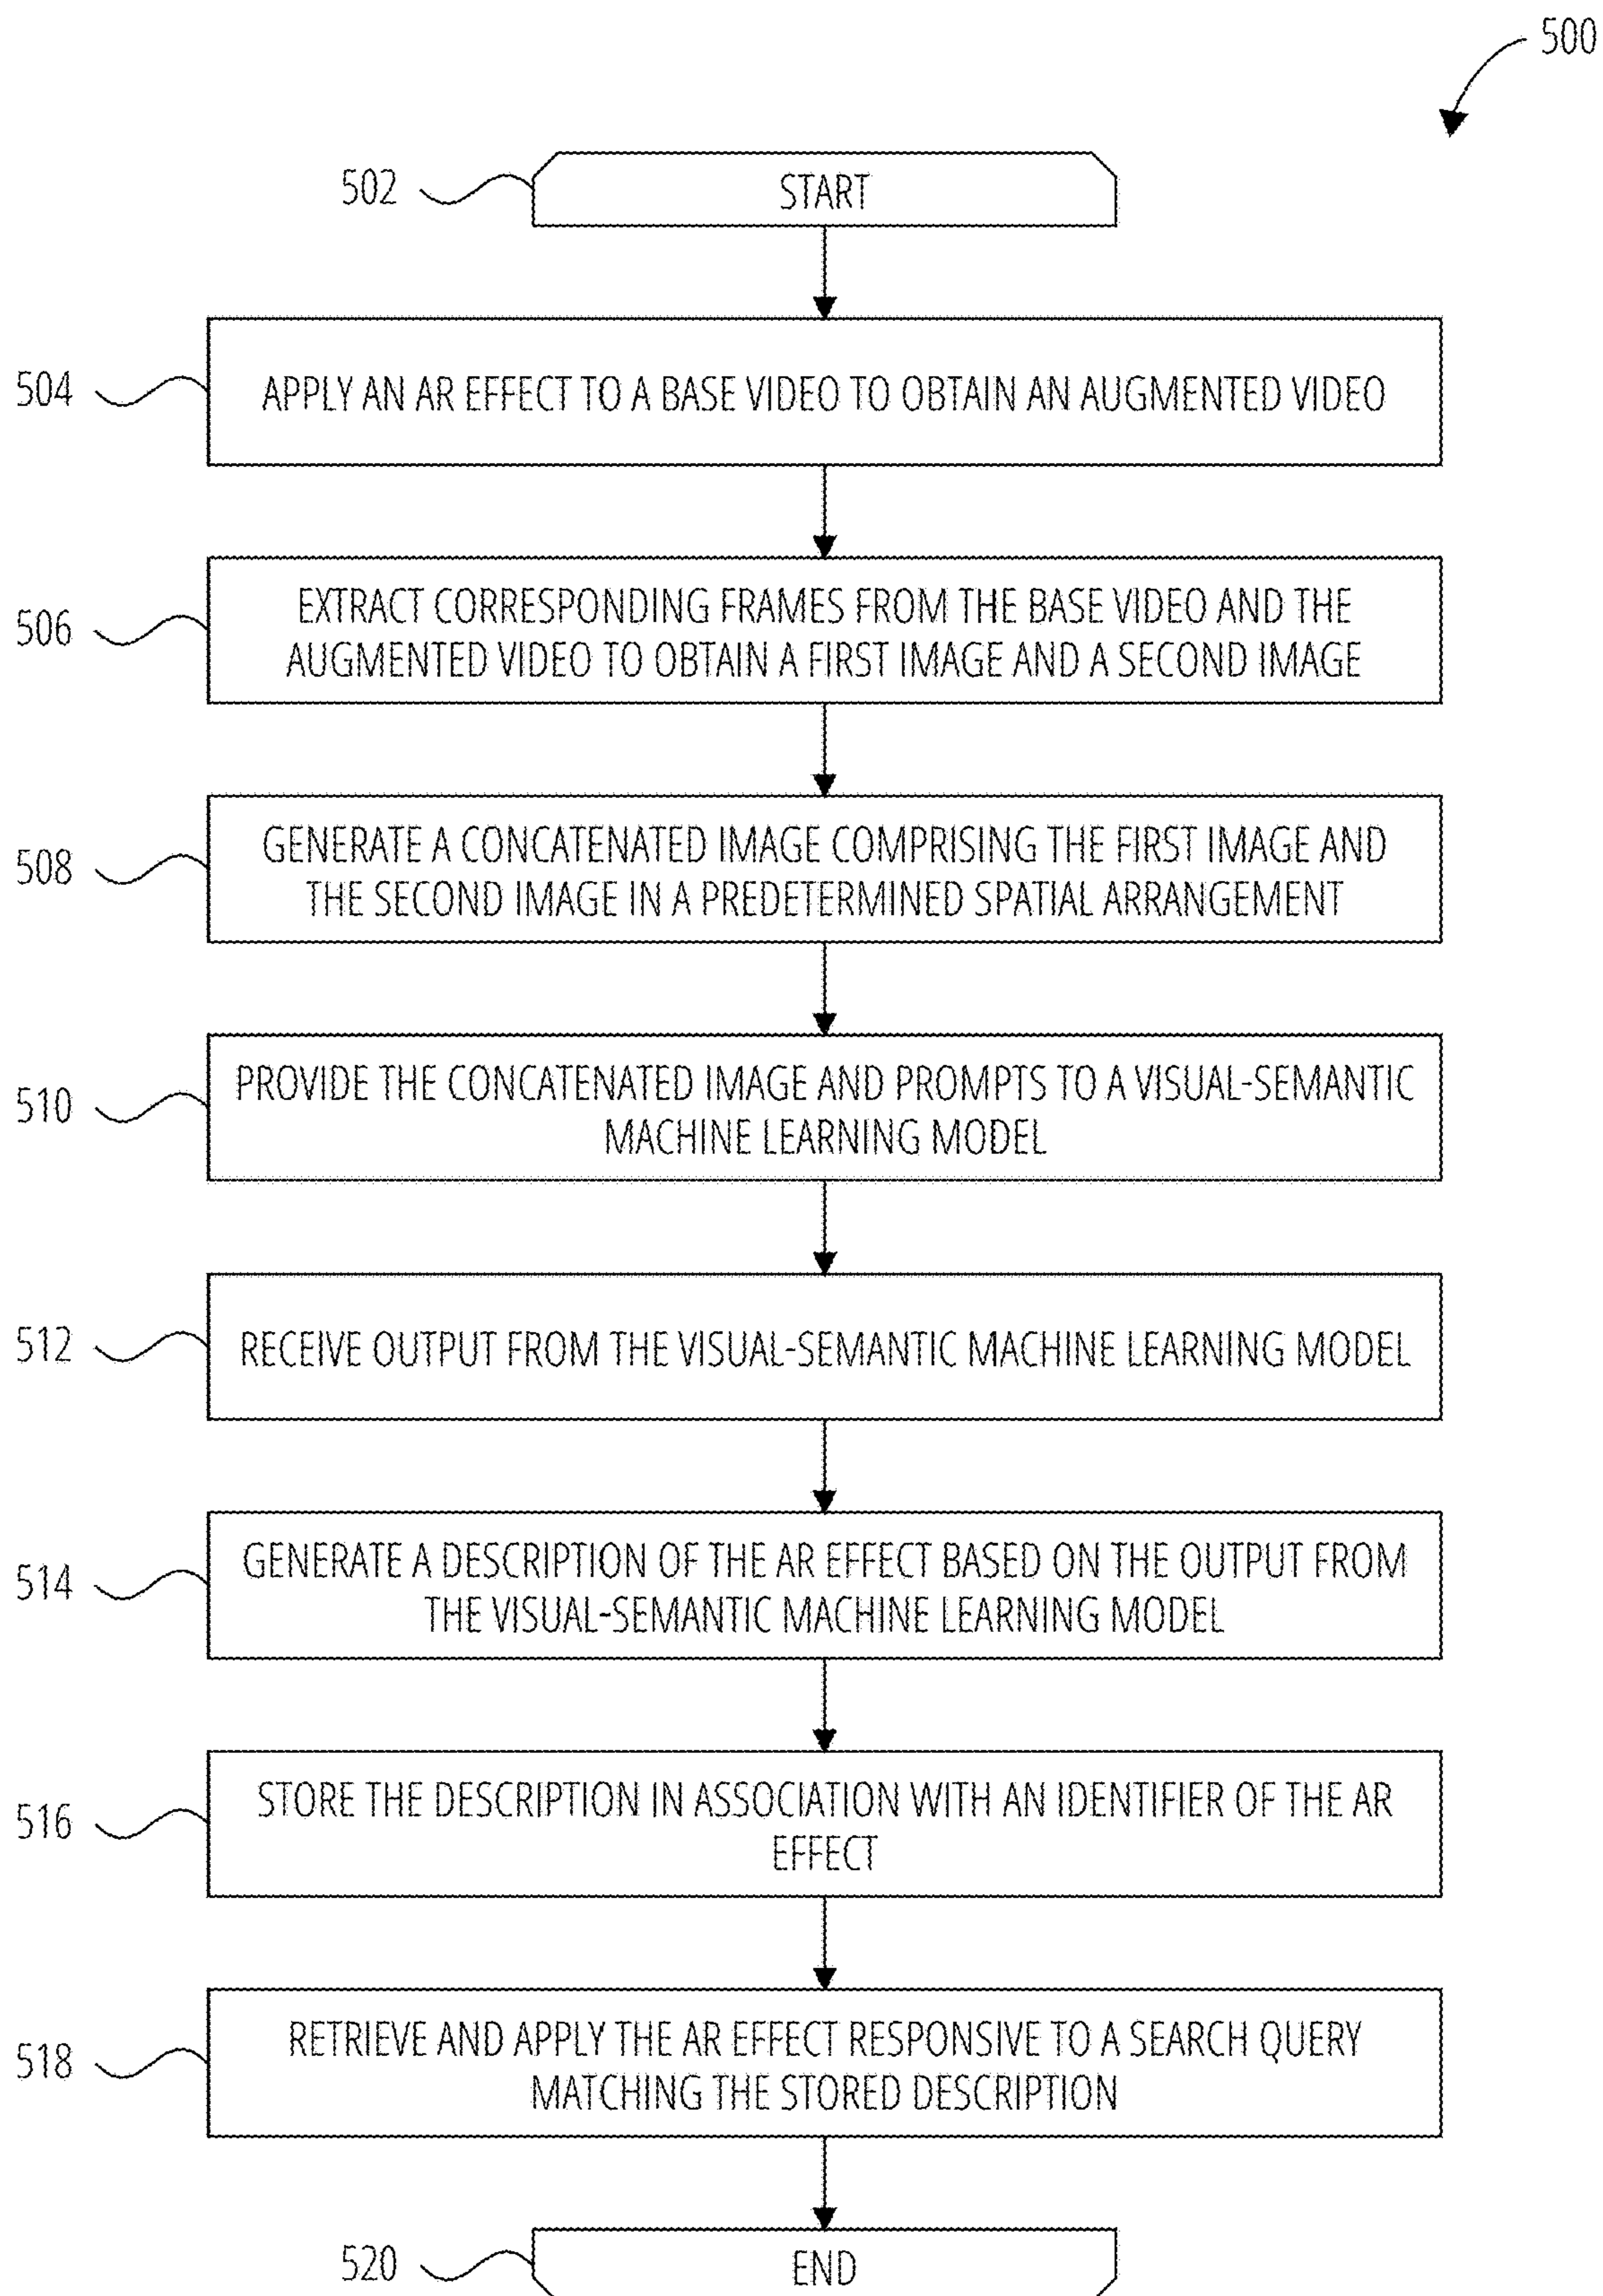 500
502
START
504
APPLY AN AR EFFECT TO A BASE VIDEO TO OBTAIN AN AUGMENTED VIDEO
506
EXTRACT CORRESPONDING FRAMES FROM THE BASE VIDEO AND THE
AUGMENTED VIDEO TO OBTAIN A FIRST IMAGE AND A SECOND IMAGE
508
GENERATE A CONCATENATED IMAGE COMPRISING THE FIRST IMAGE AND
THE SECOND IMAGE IN A PREDETERMINED SPATIAL ARRANGEMENT
510
PROVIDE THE CONCATENATED IMAGE AND PROMPTS TO A VISUAL-SEMANTIC
MACHINE LEARNING MODEL
512
RECEIVE OUTPUT FROM THE VISUAL-SEMANTIC MACHINE LEARNING MODEL
514
GENERATE A DESCRIPTION OF THE AR EFFECT BASED ON THE OUTPUT FROM
THE VISUAL-SEMANTIC MACHINE LEARNING MODEL
516
STORE THE DESCRIPTION IN ASSOCIATION WITH AN IDENTIFIER OF THE AR
EFFECT
518
RETRIEVE AND APPLY THE AR EFFECT RESPONSIVE TO A SEARCH QUERY
MATCHING THE STORED DESCRIPTION
520
END